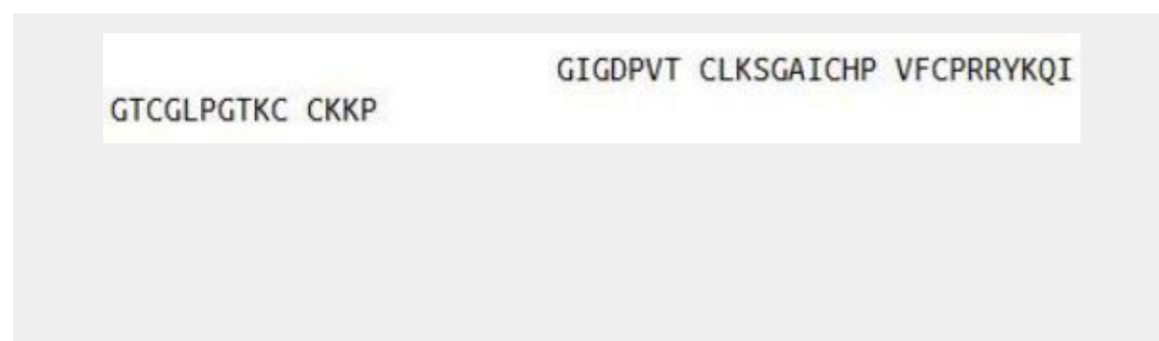 GIGDPVT CLKSGAICHP VFCPRRYKQI
GTCGLPGTKC CKKP